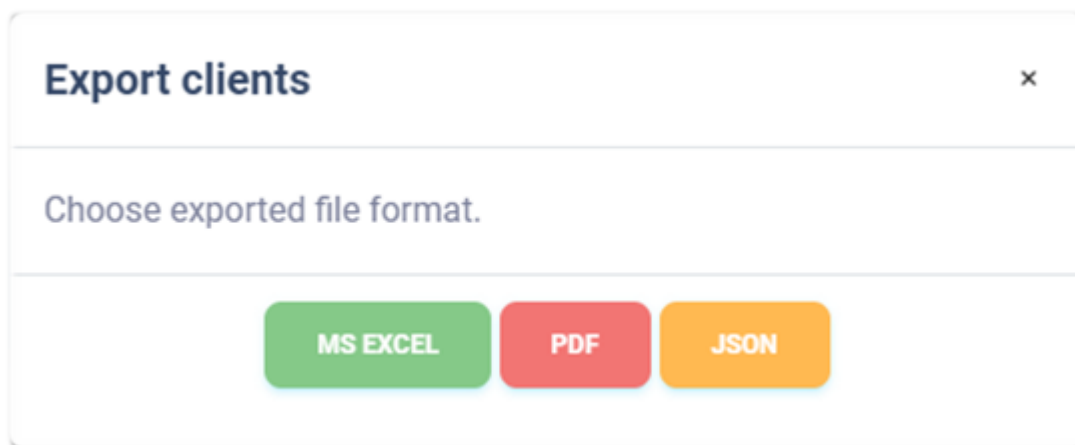 Export clients ×
Choose exported file format.
MS EXCEL PDF JSON